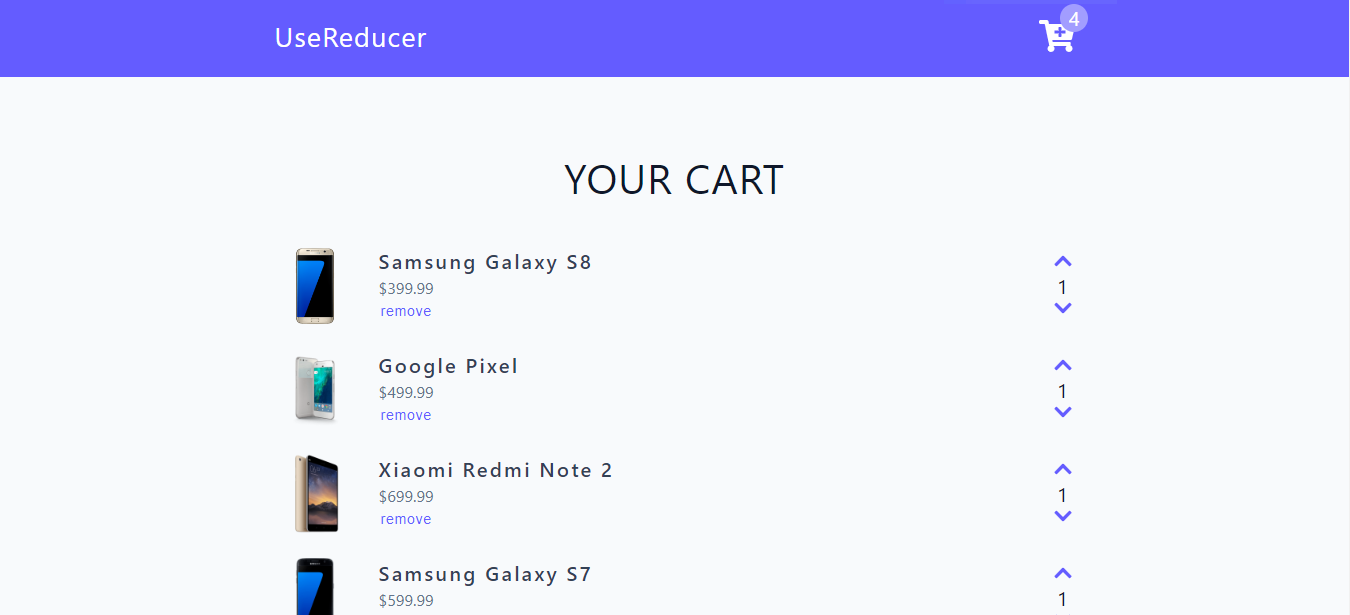 UseReducer
4
YOUR CART
Samsung Galaxy S8
$399.99
remove
1
Google Pixel
$499.99
remove
1
Xiaomi Redmi Note 2
$699.99
remove
1
Samsung Galaxy S7
$599.99
1